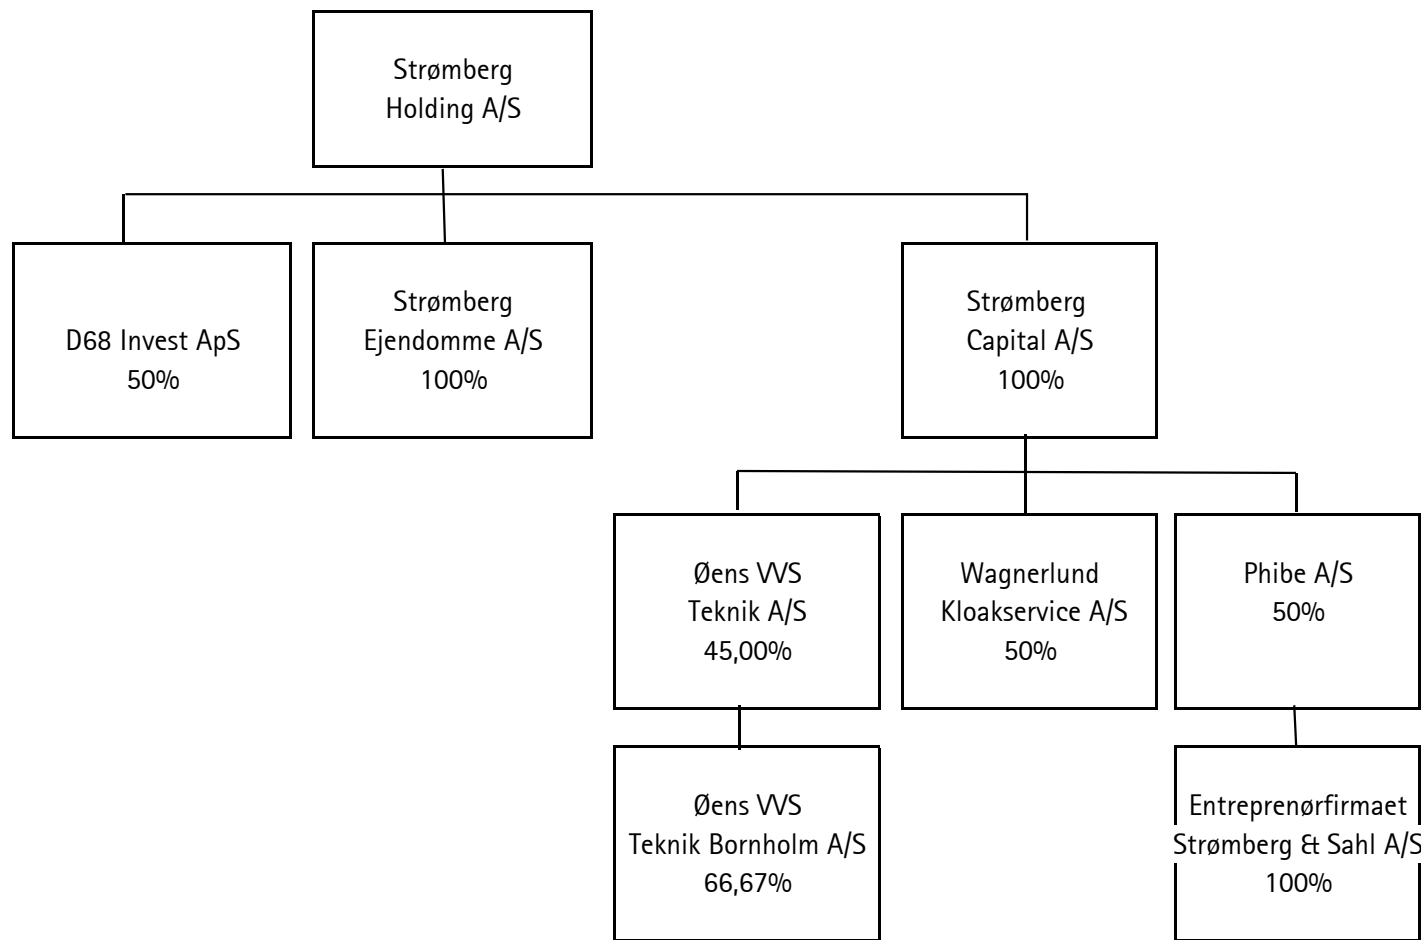 Strømberg
Holding A/S
D68 Invest ApS
50%
Strømberg
Ejendomme A/S
100%
Strømberg
Capital A/S
100%
Øens VVS
Teknik A/S
45,00%
Wagnerlund
Kloakservice A/S
50%
Phibe A/S
50%
Øens VVS
Teknik Bornholm A/S
66,67%
Entreprenørfirmaet
Strømberg & Sahl A/S
100%